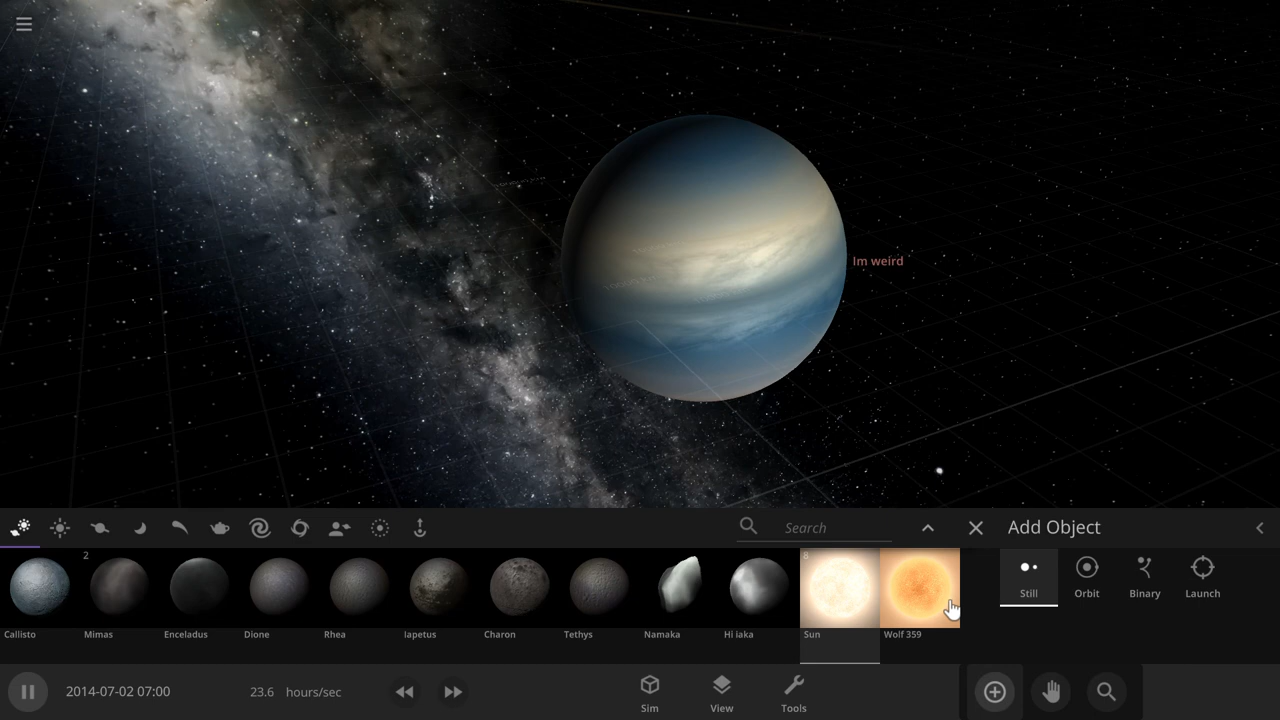 Im weird
Search
Add Object
2
8
Callisto
Mimas
Enceladus
Dione
Rhea
Iapetus
Charon
Tethys
Namaka
Hi iaka
Sun
Wolf 359
Still
Orbit
Binary
Launch
2014-07-02 07:00
23.6 hours/sec
Sim
View
Tools